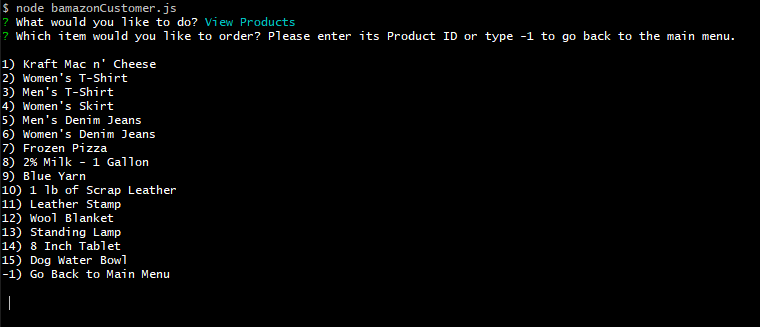 $ node bamazonCustomer.js
? What would you like to do? View Products
? Which item would you like to order? Please enter its Product ID or type -1 to go back to the main menu.
1) Kraft Mac n' Cheese
2) Women's T-Shirt
3) Men's T-Shirt
4) Women's Skirt
5) Men's Denim Jeans
6) Women's Denim Jeans
7) Frozen Pizza
8) 2% Milk - 1 Gallon
9) Blue Yarn
10) 1 lb of Scrap Leather
11) Leather Stamp
12) Wool Blanket
13) Standing Lamp
14) 8 Inch Tablet
15) Dog Water Bowl
-1) Go Back to Main Menu